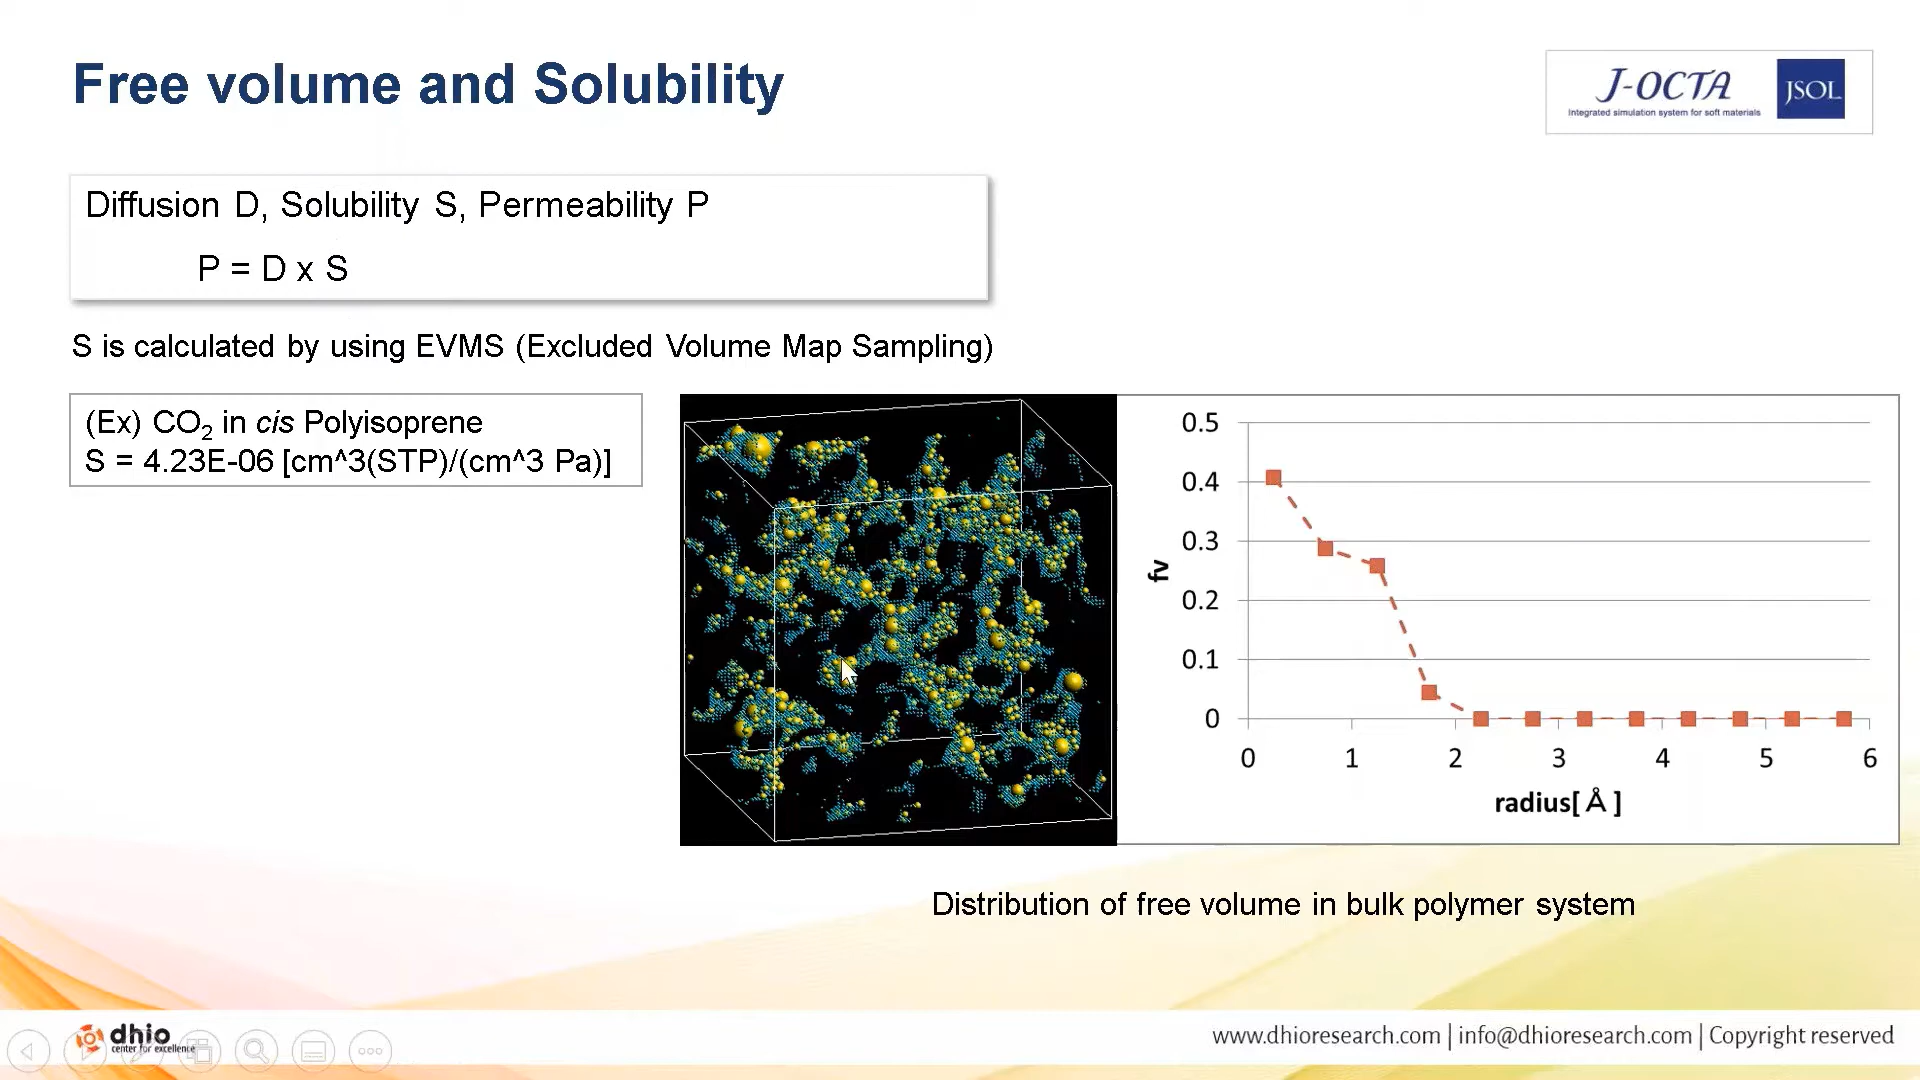 Free volume and Solubility
J-OCTA
Integrated simulation system for soft materials
JSOL
Diffusion D, Solubility S, Permeability P
P = D x S
S is calculated by using EVMS (Excluded Volume Map Sampling)
(Ex) CO₂ in cis Polyisoprene
S = 4.23E-06 [cm^3(STP)/(cm^3 Pa)]
0.5
0.4
0.3
0.2
0.1
0
fv
0 1 2 3 4 5 6
radius[Å]
Distribution of free volume in bulk polymer system
dhio
center for excellence
www.dhioresearch.com | info@dhioresearch.com | Copyright reserved